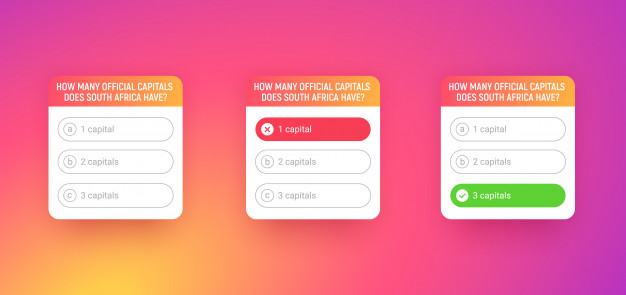 HOW MANY OFFICIAL CAPITALS
DOES SOUTH AFRICA HAVE?
a 1 capital
b 2 capitals
c 3 capitals
HOW MANY OFFICIAL CAPITALS
DOES SOUTH AFRICA HAVE?
1 capital
b 2 capitals
c 3 capitals
HOW MANY OFFICIAL CAPITALS
DOES SOUTH AFRICA HAVE?
a 1 capital
b 2 capitals
3 capitals